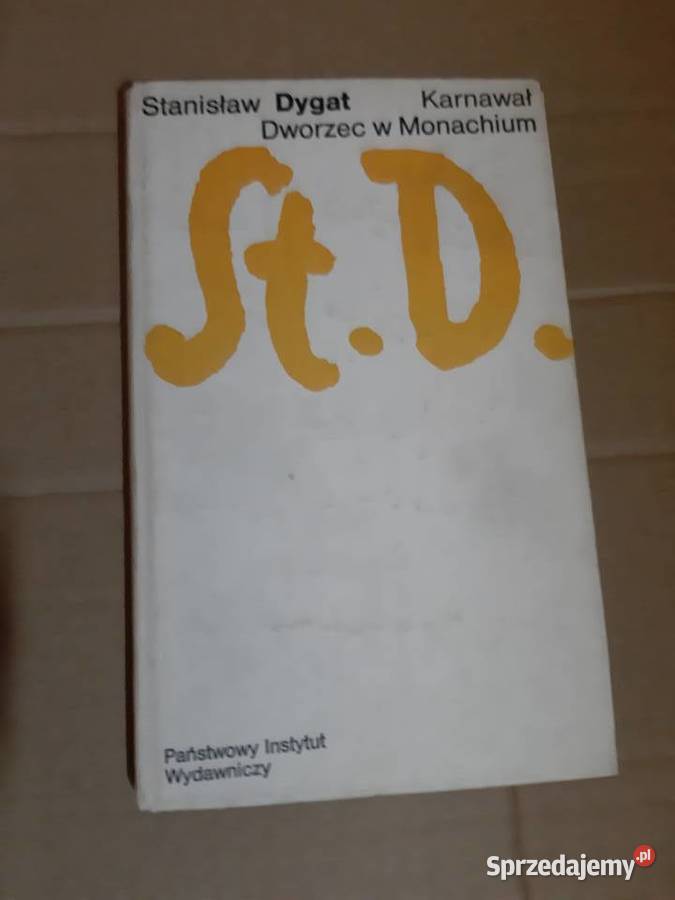 Stanisław Dygat Karnawał
Dworzec w Monachium
St.D.
Państwowy Instytut
Wydawniczy
Sprzedajemy.pl